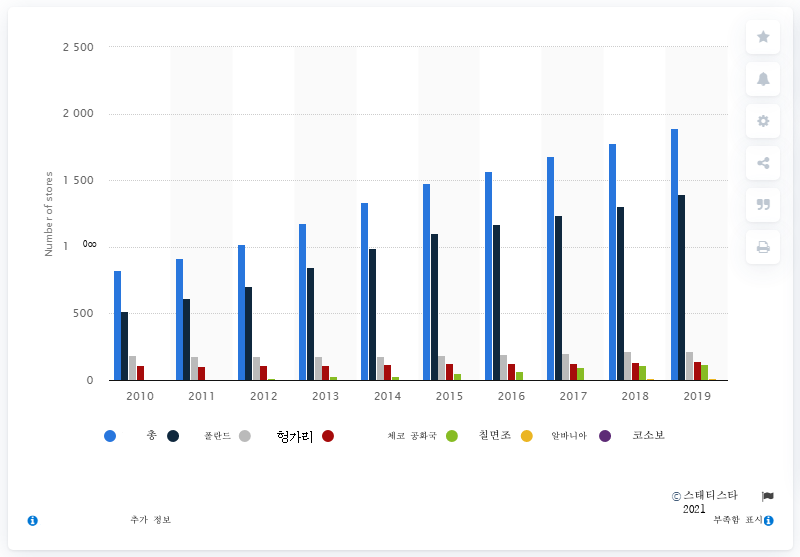 2 500
2 000
1 500
1 000
500
0
Number of stores
2010 2011 2012 2013 2014 2015 2016 2017 2018 2019
총 폴란드 헝가리 체코 공화국 칠면조 알바니아 코소보
© 스태티스타
2021
추가 정보 부족함 표시